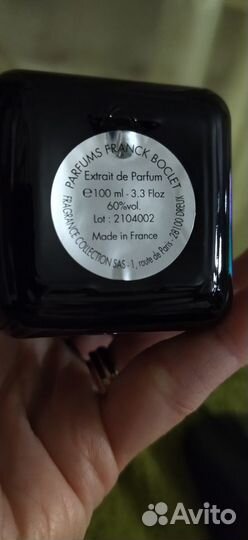 PARFUMS FRANCK BOCLET
Extrait de Parfum
℮ 100 ml - 3.3 Floz
60%vol.
Lot : 2104002
Made in France
FRAGRANCE COLLECTION SAS - 1, route de Paris - 28100 DREUX
Avito